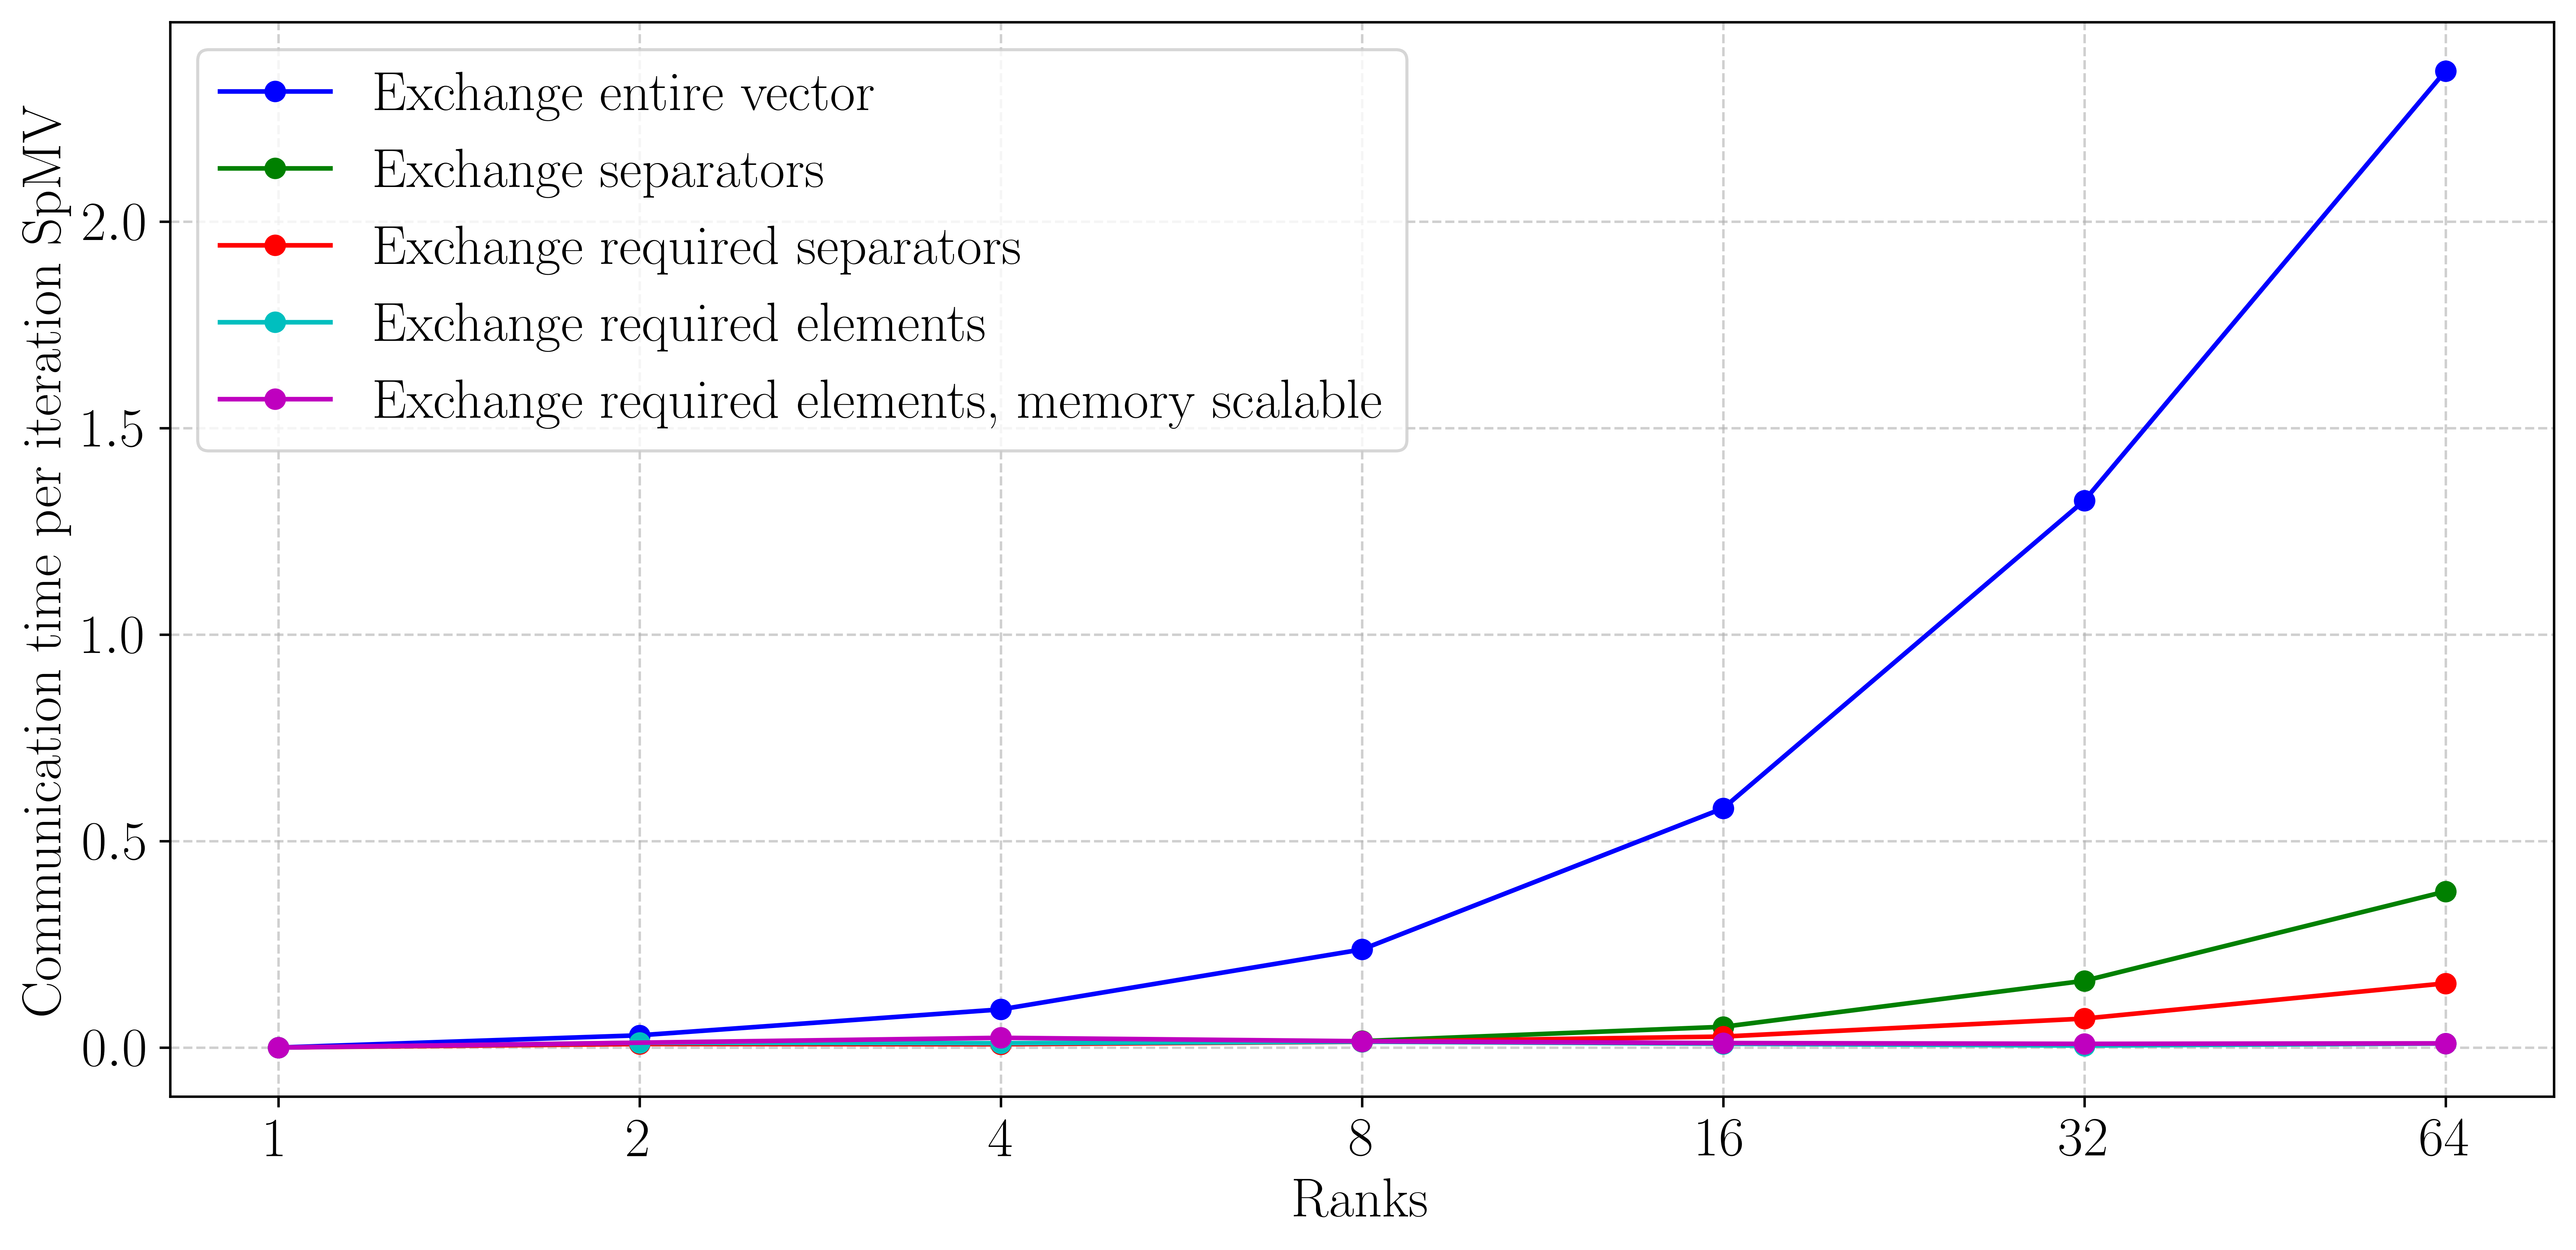 Exchange entire vector
Exchange separators
Exchange required separators
Exchange required elements
Exchange required elements, memory scalable
Communication time per iteration SpMV
2.0
1.5
1.0
0.5
0.0
1 2 4 8 16 32 64
Ranks